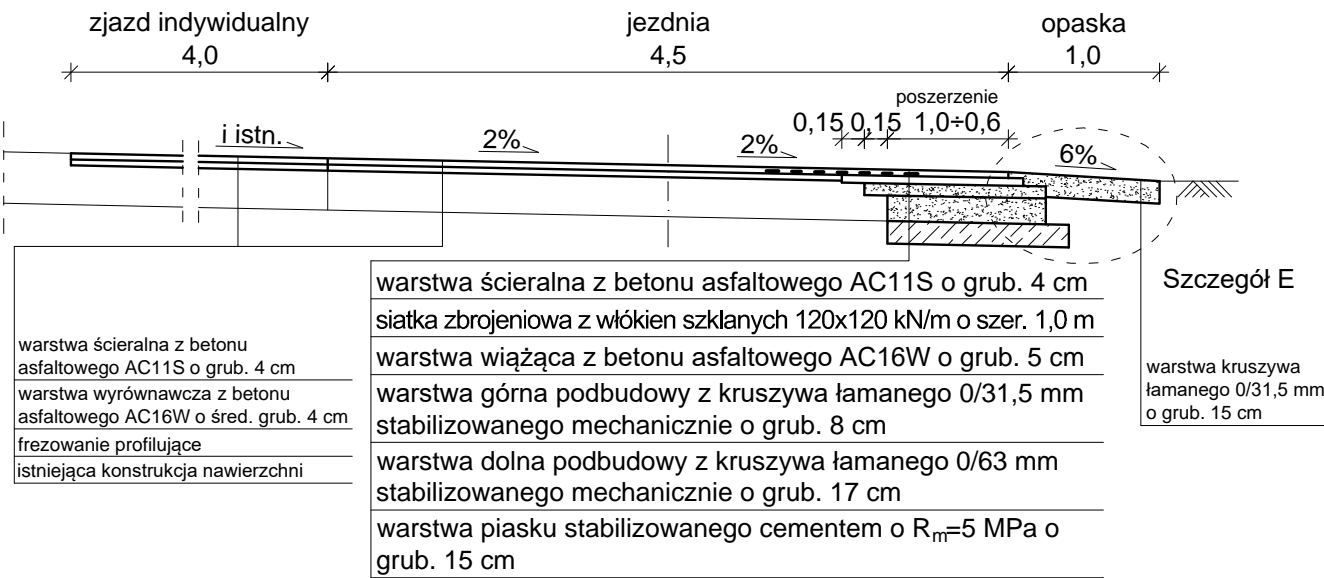 zjazd indywidualny
4,0
jezdnia
4,5
opaska
1,0
poszerzenie
0,15 0,15 1,0÷0,6
i istn.
2%
2%
6%
warstwa ścieralna z betonu
asfaltowego AC11S o grub. 4 cm
warstwa wyrównawcza z betonu
asfaltowego AC16W o śred. grub. 4 cm
frezowanie profilujące
istniejąca konstrukcja nawierzchni
warstwa ścieralna z betonu asfaltowego AC11S o grub. 4 cm
siatka zbrojeniowa z włókien szklanych 120x120 kN/m o szer. 1,0 m
warstwa wiążąca z betonu asfaltowego AC16W o grub. 5 cm
warstwa górna podbudowy z kruszywa łamanego 0/31,5 mm
stabilizowanego mechanicznie o grub. 8 cm
warstwa dolna podbudowy z kruszywa łamanego 0/63 mm
stabilizowanego mechanicznie o grub. 17 cm
warstwa piasku stabilizowanego cementem o Rm=5 MPa o
grub. 15 cm
Szczegół E
warstwa kruszywa
łamanego 0/31,5 mm
o grub. 15 cm